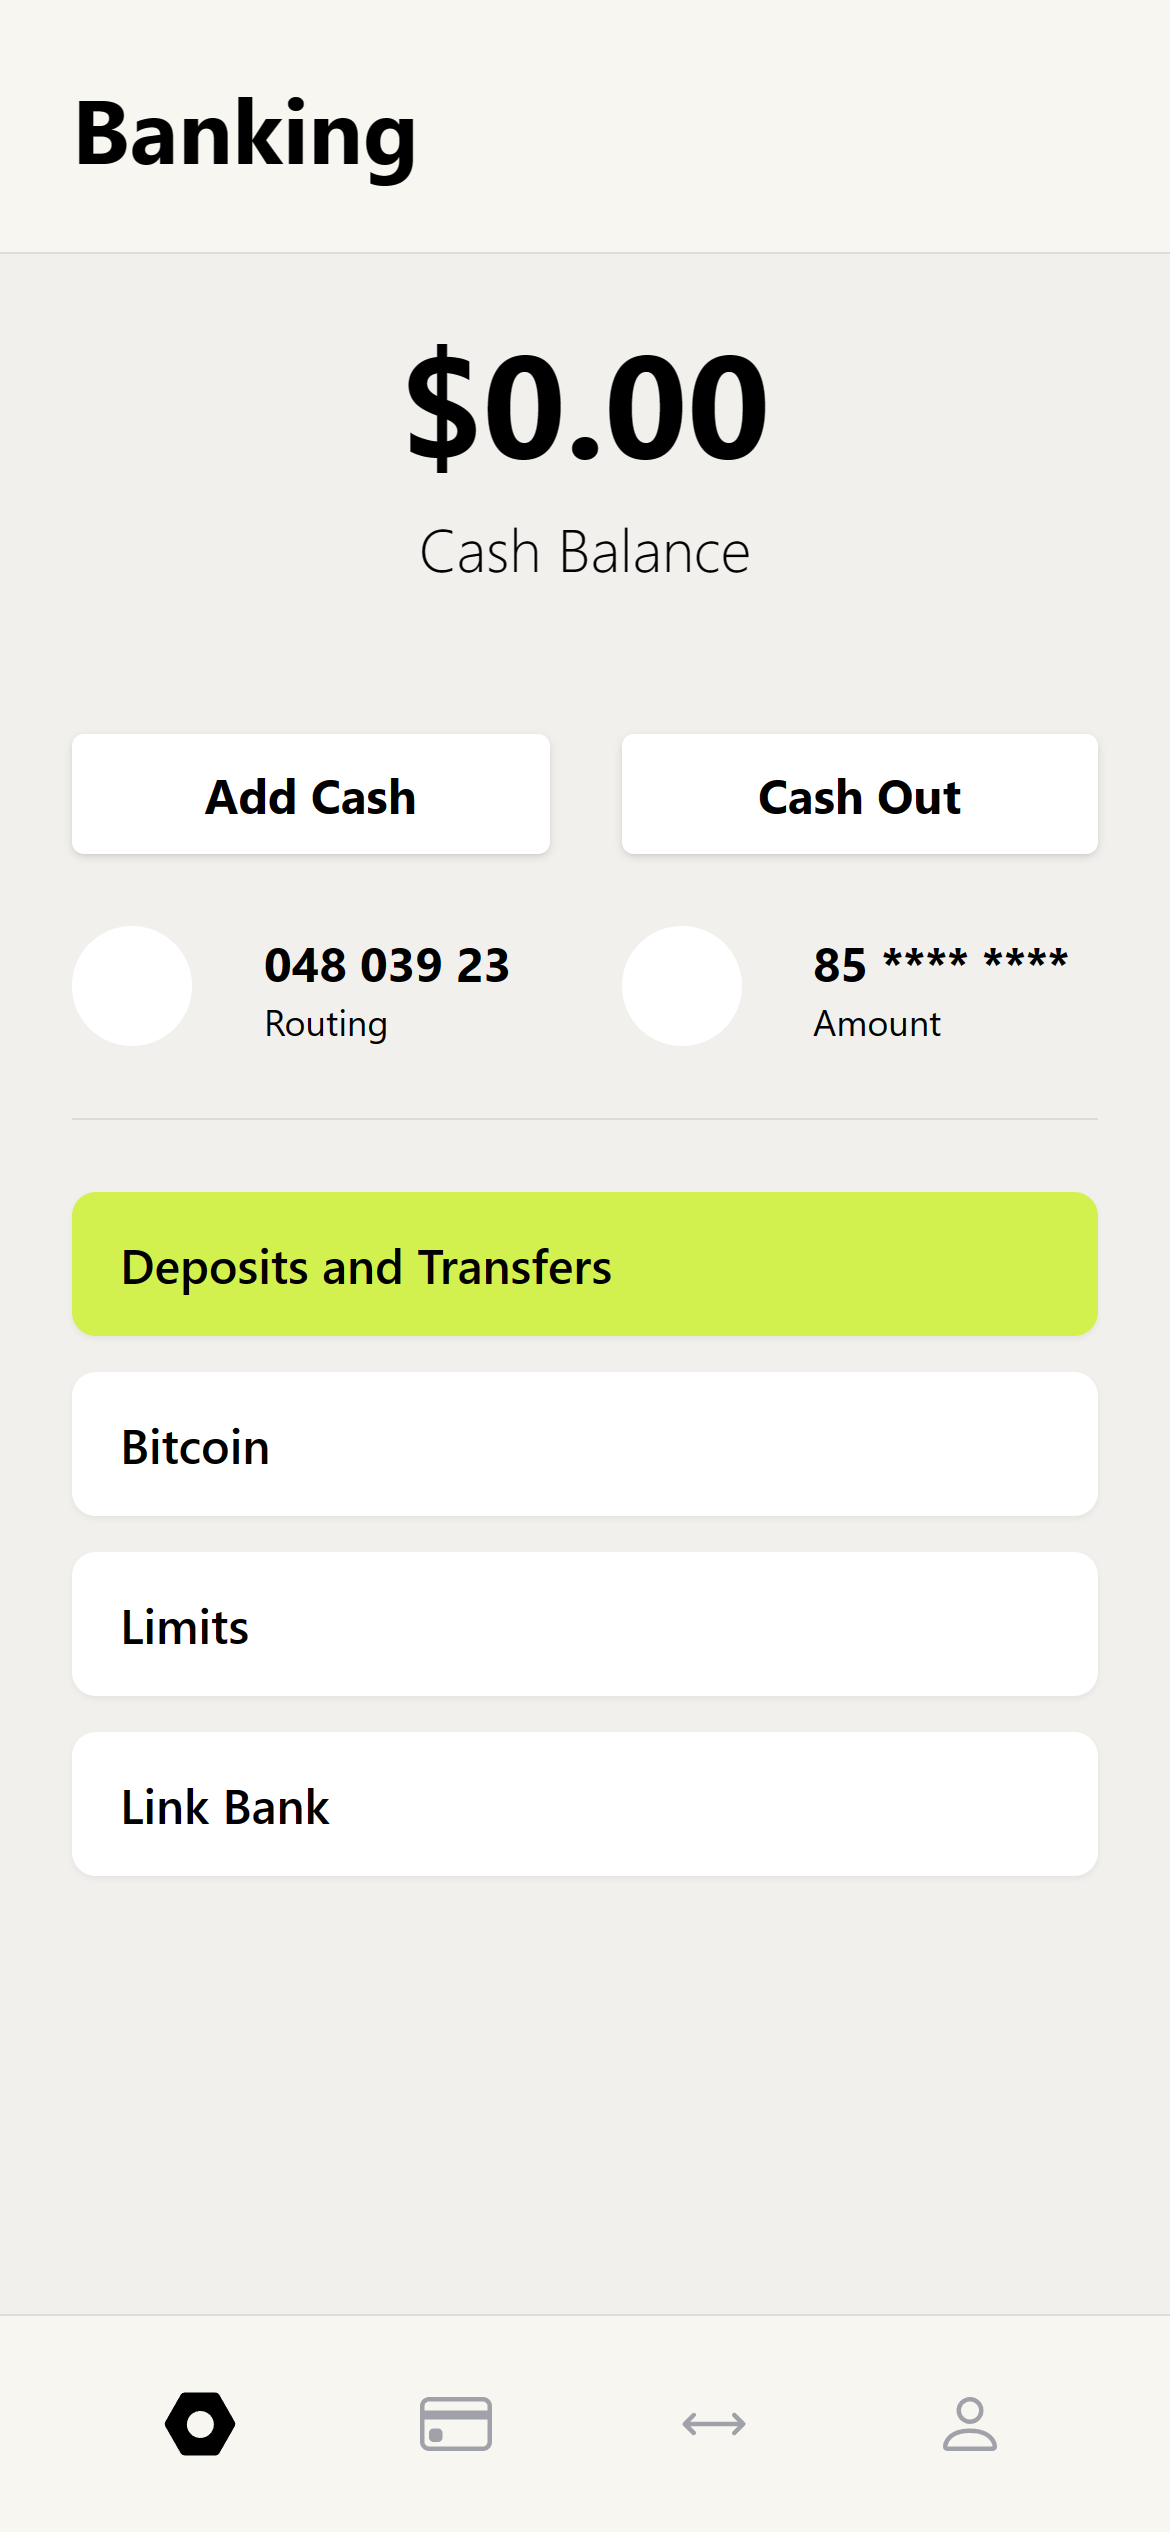 Banking
$0.00
Cash Balance
Add Cash
Cash Out
048 039 23
Routing
85 **** ****
Amount
Deposits and Transfers
Bitcoin
Limits
Link Bank